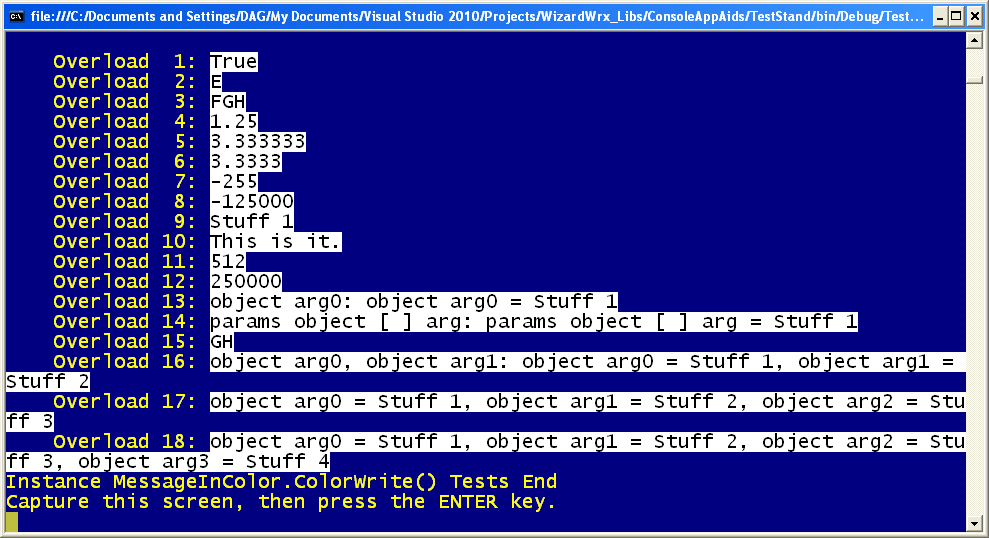 file:///C:/Documents and Settings/DAG/My Documents/Visual Studio 2010/Projects/WizardWrx_Libs/ConsoleAppAids/TestStand/bin/Debug/Test...
Overload  1: True
Overload  2: E
Overload  3: FGH
Overload  4: 1.25
Overload  5: 3.333333
Overload  6: 3.3333
Overload  7: -255
Overload  8: -125000
Overload  9: Stuff 1
Overload 10: This is it.
Overload 11: 512
Overload 12: 250000
Overload 13: object arg0: object arg0 = Stuff 1
Overload 14: params object [ ] arg: params object [ ] arg = Stuff 1
Overload 15: GH
Overload 16: object arg0, object arg1: object arg0 = Stuff 1, object arg1 =
Stuff 2
Overload 17: object arg0 = Stuff 1, object arg1 = Stuff 2, object arg2 = Stu
ff 3
Overload 18: object arg0 = Stuff 1, object arg1 = Stuff 2, object arg2 = Stu
ff 3, object arg3 = Stuff 4
Instance MessageInColor.ColorWrite() Tests End
Capture this screen, then press the ENTER key.